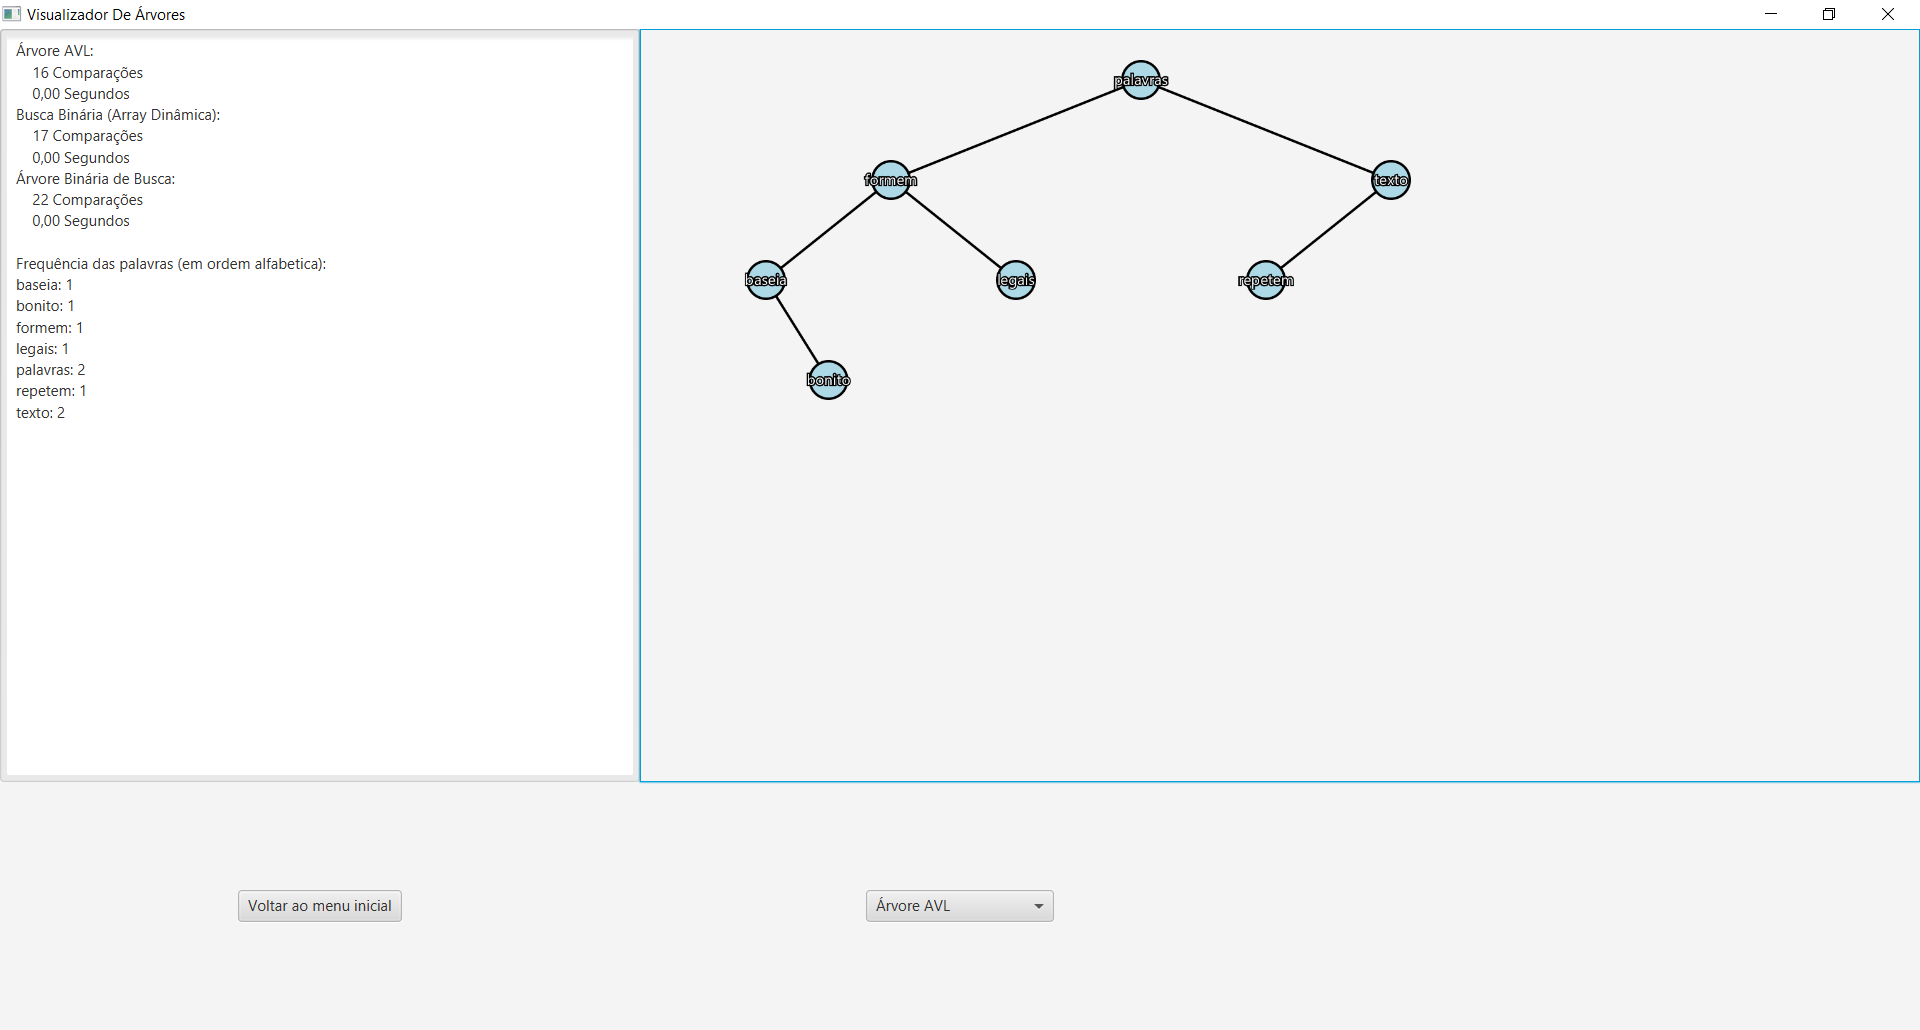 Visualizador De Árvores
Árvore AVL:
16 Comparações
0,00 Segundos
Busca Binária (Array Dinâmica):
17 Comparações
0,00 Segundos
Árvore Binária de Busca:
22 Comparações
0,00 Segundos
Frequência das palavras (em ordem alfabetica):
baseia: 1
bonito: 1
formem: 1
legais: 1
palavras: 2
repetem: 1
texto: 2
palavras
formem
texto
baseia
legais
repetem
bonito
Voltar ao menu inicial
Árvore AVL